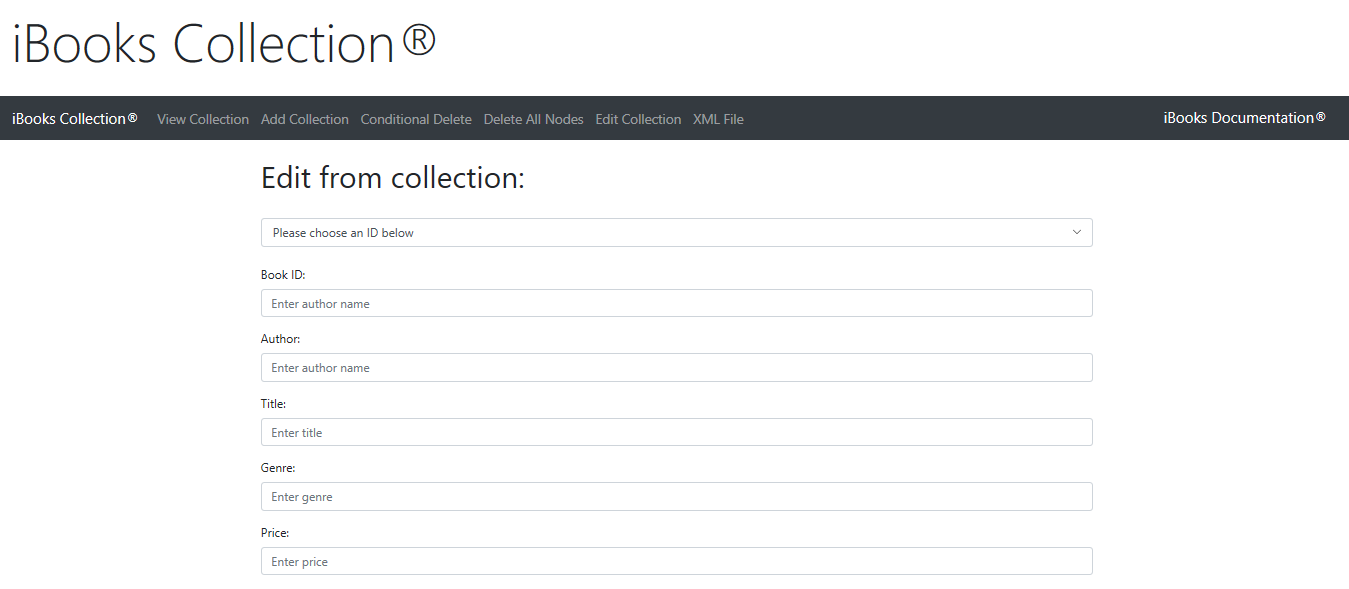 iBooks Collection®
iBooks Collection® View Collection Add Collection Conditional Delete Delete All Nodes Edit Collection XML File iBooks Documentation®
Edit from collection:
Please choose an ID below
Book ID:
Enter author name
Author:
Enter author name
Title:
Enter title
Genre:
Enter genre
Price:
Enter price